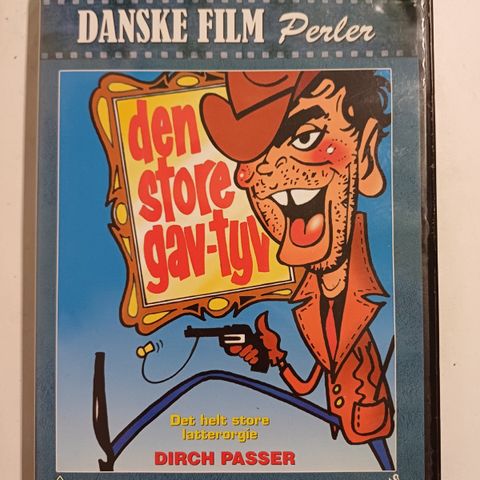 DANSKE FILM Perler
den
store
gav-tyv
Det helt store
latterorgie
DIRCH PASSER